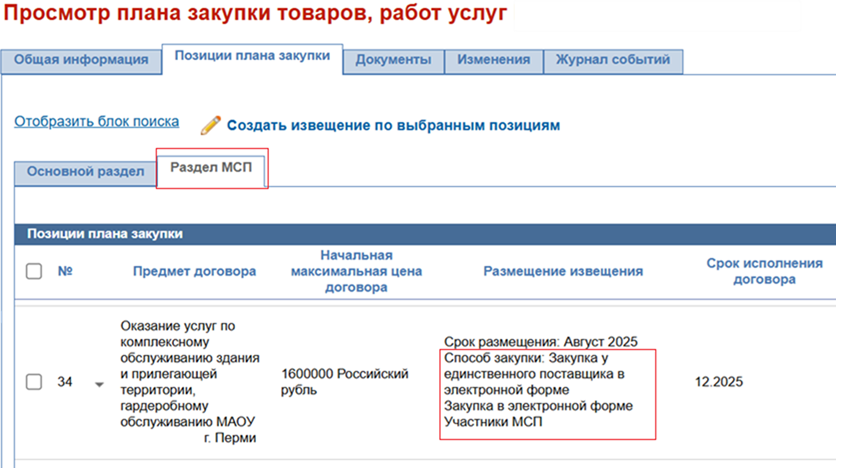 Просмотр плана закупки товаров, работ услуг
Общая информация
Позиции плана закупки
Документы
Изменения
Журнал событий
Отобразить блок поиска
Создать извещение по выбранным позициям
Основной раздел
Раздел МСП
Позиции плана закупки
№
Предмет договора
Начальная
максимальная цена
договора
Размещение извещения
Срок исполнения
договора
34
Оказание услуг по
комплексному
обслуживанию здания
и прилегающей
территории,
гардеробному
обслуживанию МАОУ
г. Перми
1600000 Российский
рубль
Срок размещения: Август 2025
Способ закупки: Закупка у
единственного поставщика в
электронной форме
Закупка в электронной форме
Участники МСП
12.2025